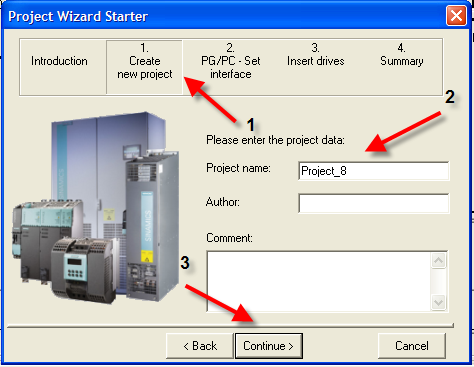 Project Wizard Starter
Introduction
1.
Create
new project
2.
PG/PC - Set
interface
3.
Insert drives
4.
Summary
1
2
Please enter the project data:
Project name:
Project_8
Author:
Comment:
3
< Back
Continue >
Cancel